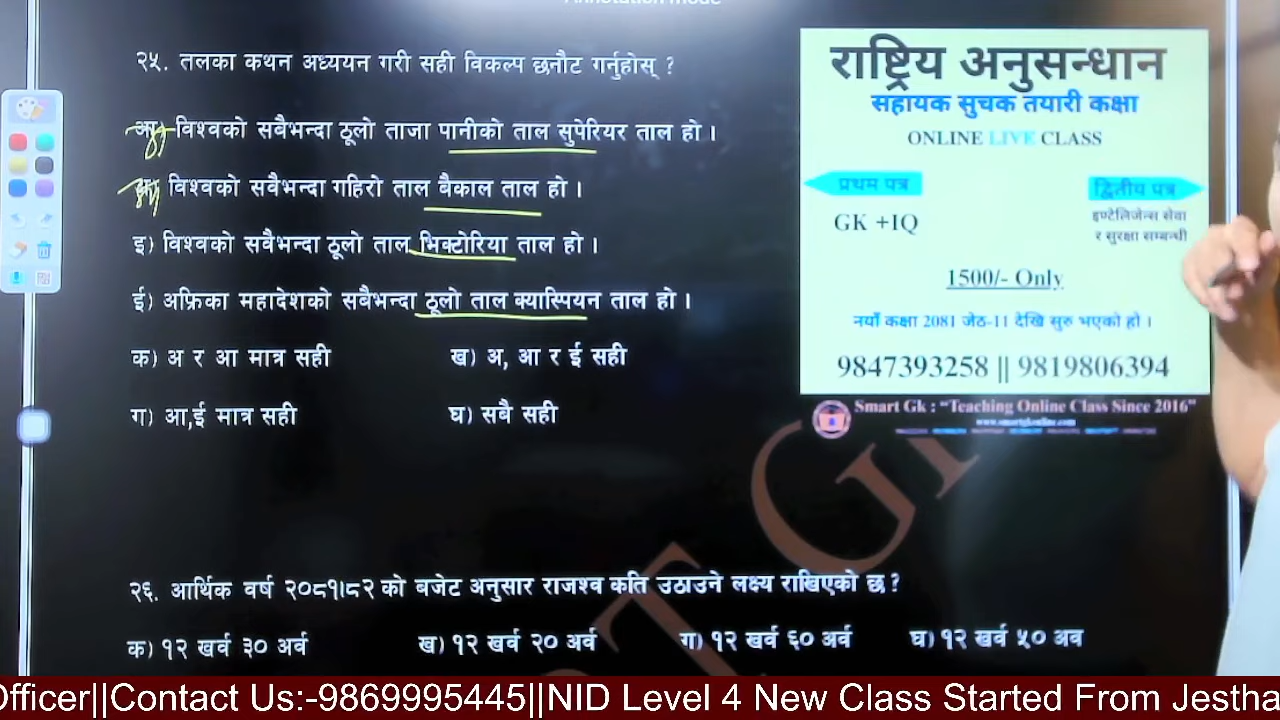 २५. तलका कथन अध्ययन गरी सही विकल्प छनौट गर्नुहोस् ?
विश्वको सबैभन्दा ठूलो ताजा पानीको ताल सुपेरियर ताल हो ।
विश्वको सबैभन्दा गहिरो ताल बैकाल ताल हो ।
इ) विश्वको सबैभन्दा ठूलो ताल भिक्टोरिया ताल हो ।
ई) अफ्रिका महादेशको सबैभन्दा ठूलो ताल क्यास्पियन ताल हो ।
क) अ र आ मात्र सही ख) अ, आ र ई सही
ग) आ,ई मात्र सही घ) सबै सही
२६. आर्थिक वर्ष २०८१।८२ को बजेट अनुसार राजश्व कति उठाउने लक्ष्य राखिएको छ ?
क) १२ खर्व ३० अर्व ख) १२ खर्व २० अर्व ग) १२ खर्व ६० अर्व घ) १२ खर्व ५० अव
राष्ट्रिय अनुसन्धान
सहायक सुचक तयारी कक्षा
ONLINE LIVE CLASS
प्रथम पत्र द्वितीय पत्र
GK +IQ
इण्टेलिजेन्स सेवा
र सुरक्षा सम्बन्धी
1500/- Only
नयाँ कक्षा 2081 जेठ-11 देखि सुरु भएको हो ।
9847393258 || 9819806394
Smart Gk : “Teaching Online Class Since 2016”
www.smartgkonline.com
T GK
Officer||Contact Us:-9869995445||NID Level 4 New Class Started From Jestha